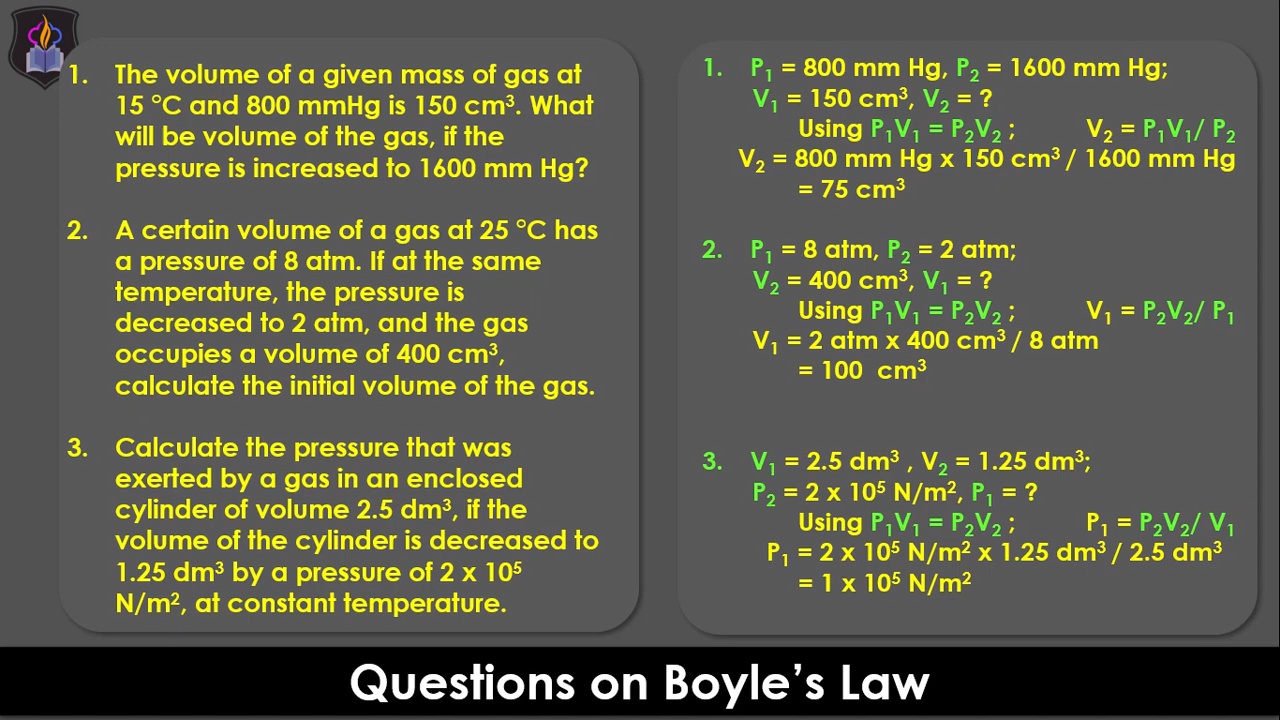 1. The volume of a given mass of gas at
15 °C and 800 mmHg is 150 cm³. What
will be volume of the gas, if the
pressure is increased to 1600 mm Hg?
2. A certain volume of a gas at 25 °C has
a pressure of 8 atm. If at the same
temperature, the pressure is
decreased to 2 atm, and the gas
occupies a volume of 400 cm³,
calculate the initial volume of the gas.
3. Calculate the pressure that was
exerted by a gas in an enclosed
cylinder of volume 2.5 dm³, if the
volume of the cylinder is decreased to
1.25 dm³ by a pressure of 2 x 10⁵
N/m², at constant temperature.
1. P₁ = 800 mm Hg, P₂ = 1600 mm Hg;
V₁ = 150 cm³, V₂ = ?
Using P₁V₁ = P₂V₂ ; V₂ = P₁V₁/ P₂
V₂ = 800 mm Hg x 150 cm³ / 1600 mm Hg
= 75 cm³
2. P₁ = 8 atm, P₂ = 2 atm;
V₂ = 400 cm³, V₁ = ?
Using P₁V₁ = P₂V₂ ; V₁ = P₂V₂/ P₁
V₁ = 2 atm x 400 cm³ / 8 atm
= 100 cm³
3. V₁ = 2.5 dm³ , V₂ = 1.25 dm³;
P₂ = 2 x 10⁵ N/m², P₁ = ?
Using P₁V₁ = P₂V₂ ; P₁ = P₂V₂/ V₁
P₁ = 2 x 10⁵ N/m² x 1.25 dm³ / 2.5 dm³
= 1 x 10⁵ N/m²
Questions on Boyle's Law